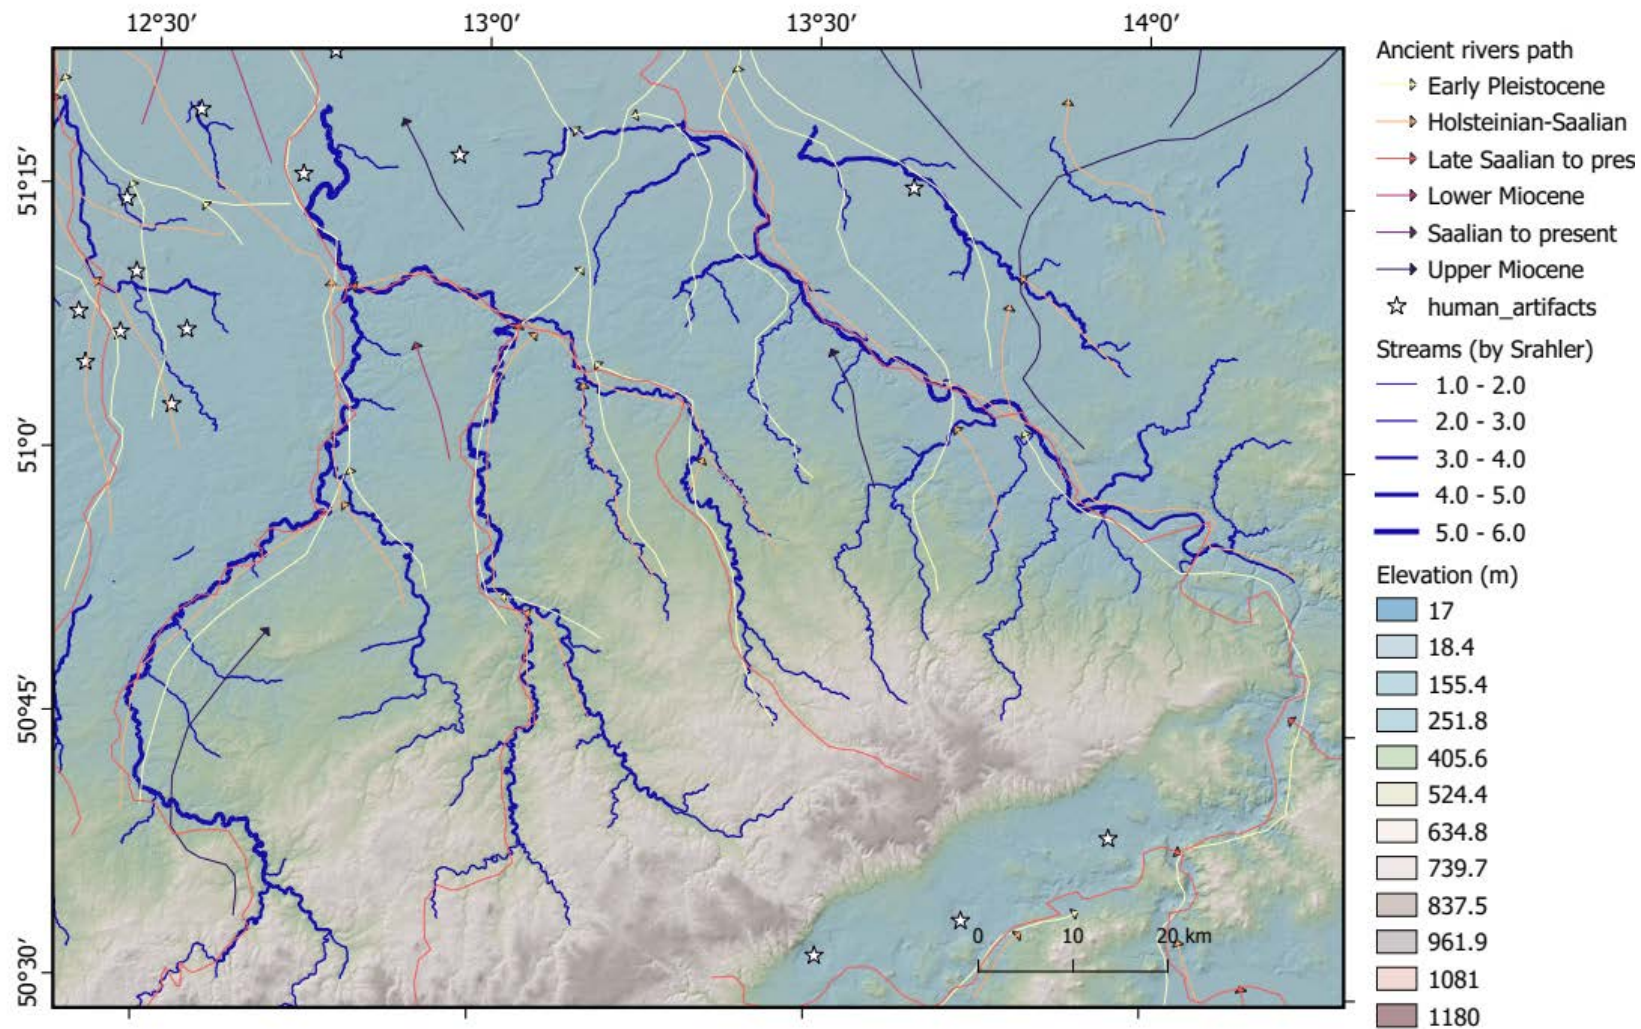 12°30′ 13°0′ 13°30′ 14°0′
51°15′
51°0′
50°45′
50°30′
0 10 20 km
Ancient rivers path
Early Pleistocene
Holsteinian-Saalian
Late Saalian to pres
Lower Miocene
Saalian to present
Upper Miocene
human_artifacts
Streams (by Srahler)
1.0 - 2.0
2.0 - 3.0
3.0 - 4.0
4.0 - 5.0
5.0 - 6.0
Elevation (m)
17
18.4
155.4
251.8
405.6
524.4
634.8
739.7
837.5
961.9
1081
1180